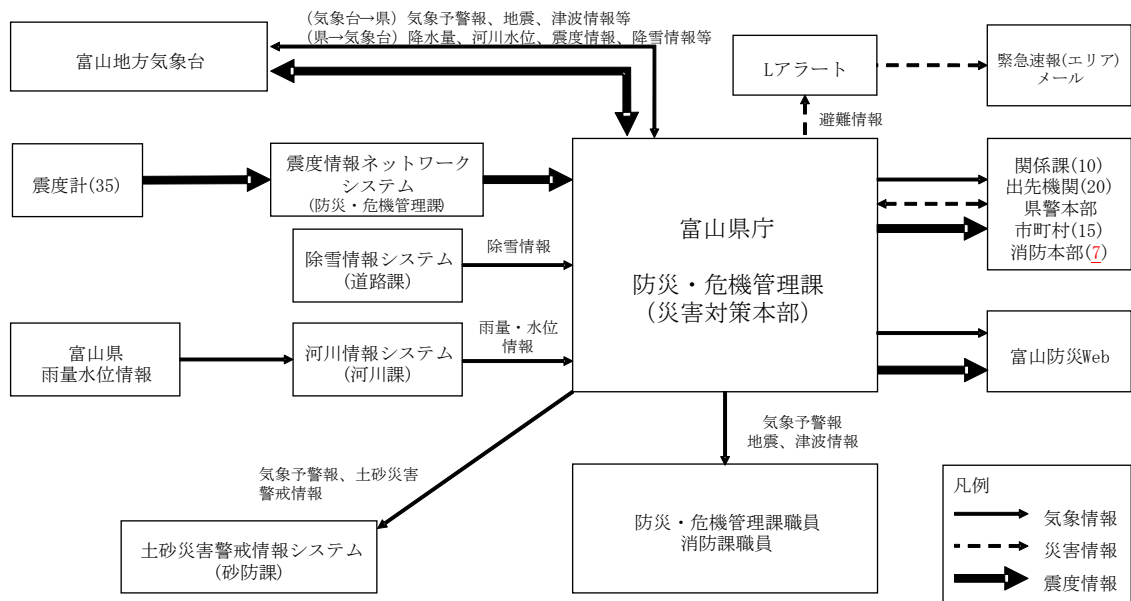 (気象台→県) 気象予警報、地震、津波情報等
(県→気象台) 降水量、河川水位、震度情報、降雪情報等
富山地方気象台
Lアラート
緊急速報(エリア)
メール
避難情報
震度計(35)
震度情報ネットワーク
システム
(防災・危機管理課)
関係課(10)
出先機関(20)
県警本部
市町村(15)
消防本部(7)
富山県庁
防災・危機管理課
(災害対策本部)
除雪情報システム
(道路課)
除雪情報
富山県
雨量水位情報
河川情報システム
(河川課)
雨量・水位
情報
富山防災Web
気象予警報
地震、津波情報
気象予警報、土砂災害
警戒情報
土砂災害警戒情報システム
(砂防課)
防災・危機管理課職員
消防課職員
凡例
気象情報
災害情報
震度情報